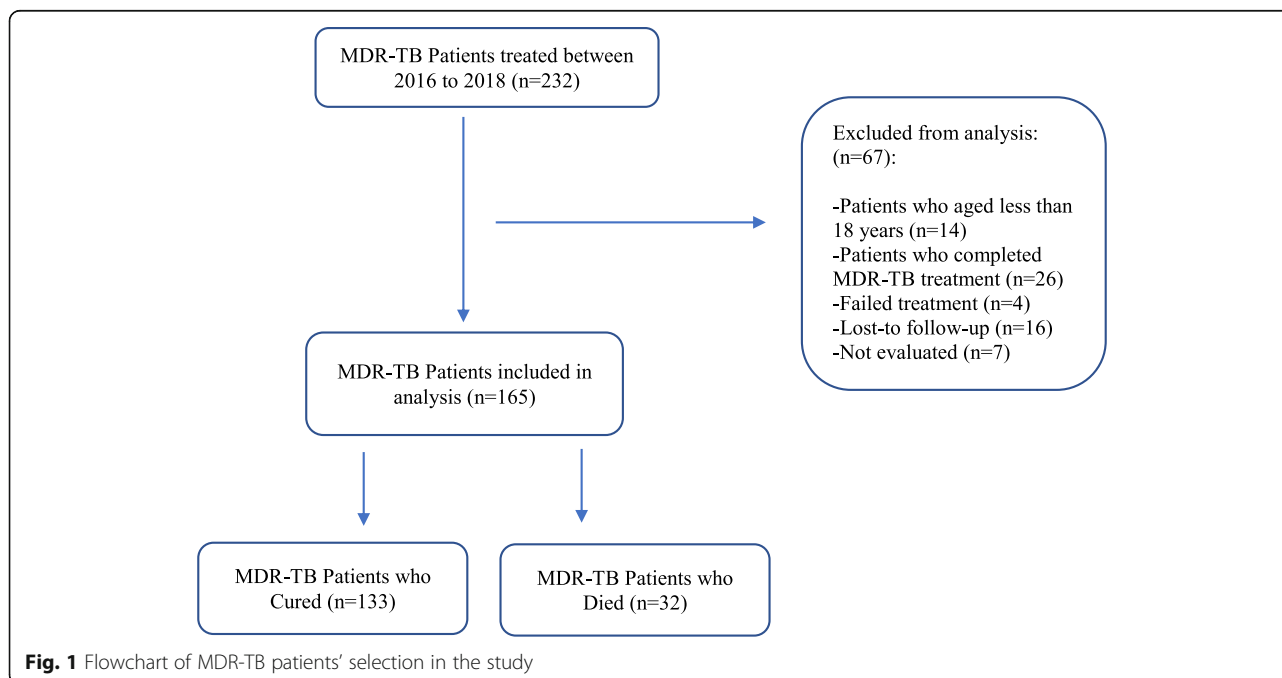 MDR-TB Patients treated between
2016 to 2018 (n=232)
Excluded from analysis:
(n=67):
-Patients who aged less than
18 years (n=14)
-Patients who completed
MDR-TB treatment (n=26)
-Failed treatment (n=4)
-Lost-to follow-up (n=16)
-Not evaluated (n=7)
MDR-TB Patients included in
analysis (n=165)
MDR-TB Patients who
Cured (n=133)
MDR-TB Patients who
Died (n=32)
Fig. 1 Flowchart of MDR-TB patients’ selection in the study